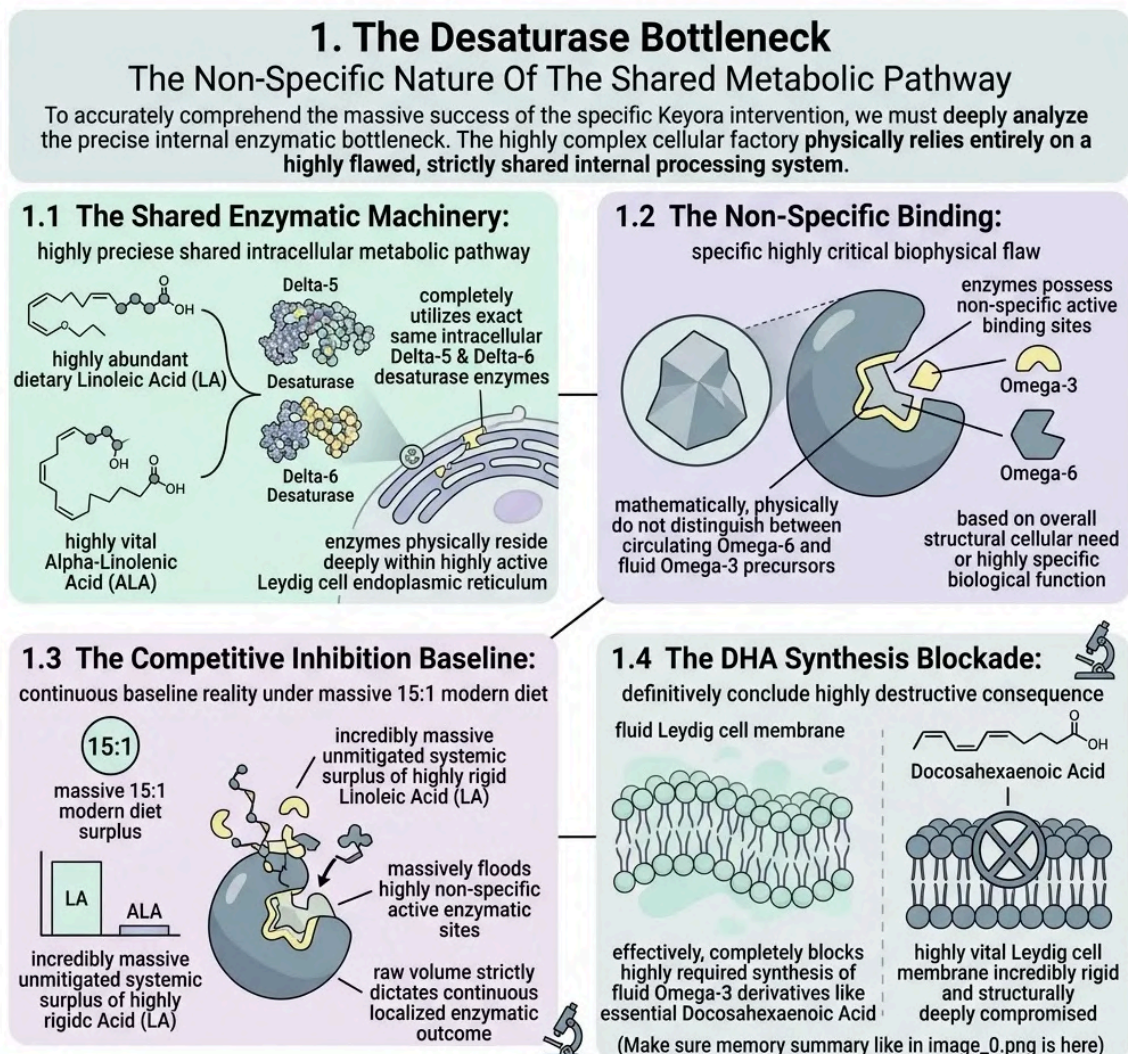 1. The Desaturase Bottleneck
The Non-Specific Nature Of The Shared Metabolic Pathway
To accurately comprehend the massive success of the specific Keyora intervention, we must deeply analyze
the precise internal enzymatic bottleneck. The highly complex cellular factory physically relies entirely on a
highly flawed, strictly shared internal processing system.
1.1 The Shared Enzymatic Machinery:
highly preciese shared intracellular metabolic pathway
O
OH
highly abundant
dietary Linoleic Acid (LA)
OH
O
OH
highly vital
Alpha-Linolenic
Acid (ALA)
Delta-5
Desaturase
Delta-6
Desaturase
completely
utilizes exact
same intracellular
Delta-5 & Delta-6
desaturase enzymes
enzymes physically reside
deeply within highly active
Leydig cell endoplasmic reticulum
1.2 The Non-Specific Binding:
specific highly critical biophysical flaw
enzymes possess
non-specific active
binding sites
Omega-3
Omega-6
mathematically, physically
do not distinguish between
circulating Omega-6 and
fluid Omega-3 precursors
based on overall
structural cellular need
or highly specific
biological function
1.3 The Competitive Inhibition Baseline:
continuous baseline reality under massive 15:1 modern diet
15:1
massive 15:1
modern diet
surplus
LA
ALA
incredibly massive
unmitigated systemic
surplus of highly
rigidc Acid (LA)
incredibly massive
unmitigated systemic
surplus of highly rigid
Linoleic Acid (LA)
massively floods
highly non-specific
active enzymatic
sites
raw volume strictly
dictates continuous
localized enzymatic
outcome
1.4 The DHA Synthesis Blockade:
definitively conclude highly destructive consequence
fluid Leydig cell membrane
effectively, completely blocks
highly required synthesis of
fluid Omega-3 derivatives like
essential Docosahexaenoic Acid
O
OH
Docosahexaenoic Acid
highly vital Leydig cell
membrane incredibly rigid
and structurally
deeply compromised
(Make sure memory summary like in image_0.png is here)